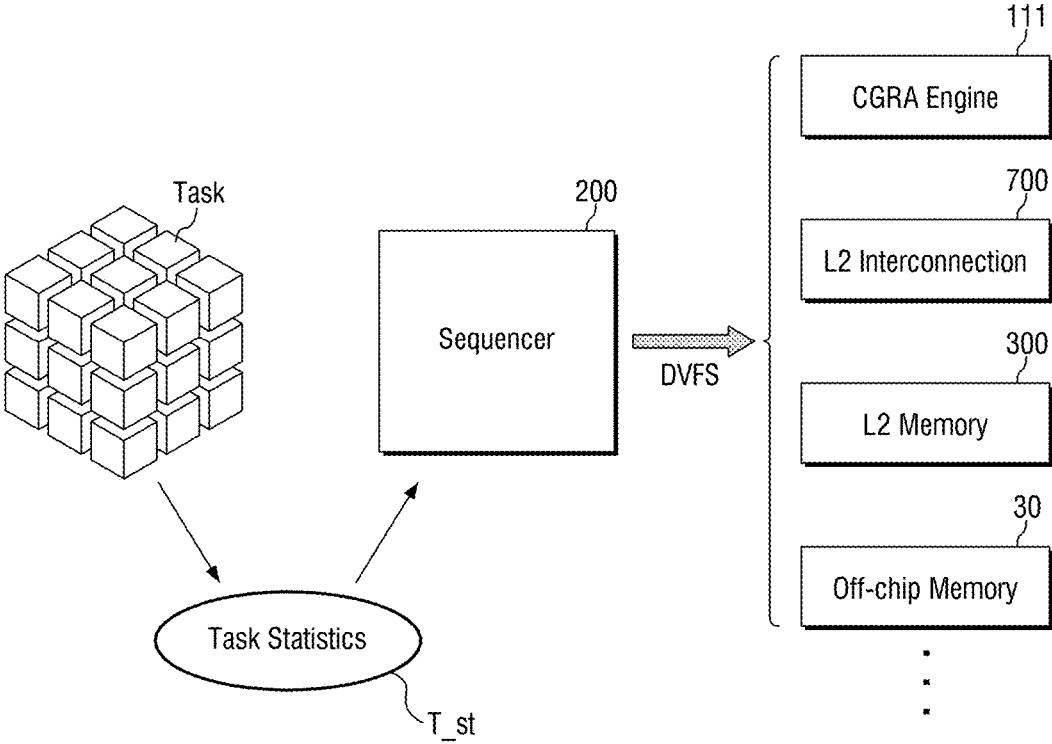 111
CGRA Engine
Task
200
700
L2 Interconnection
Sequencer
DVFS
300
L2 Memory
30
Off-chip Memory
Task Statistics
T_st